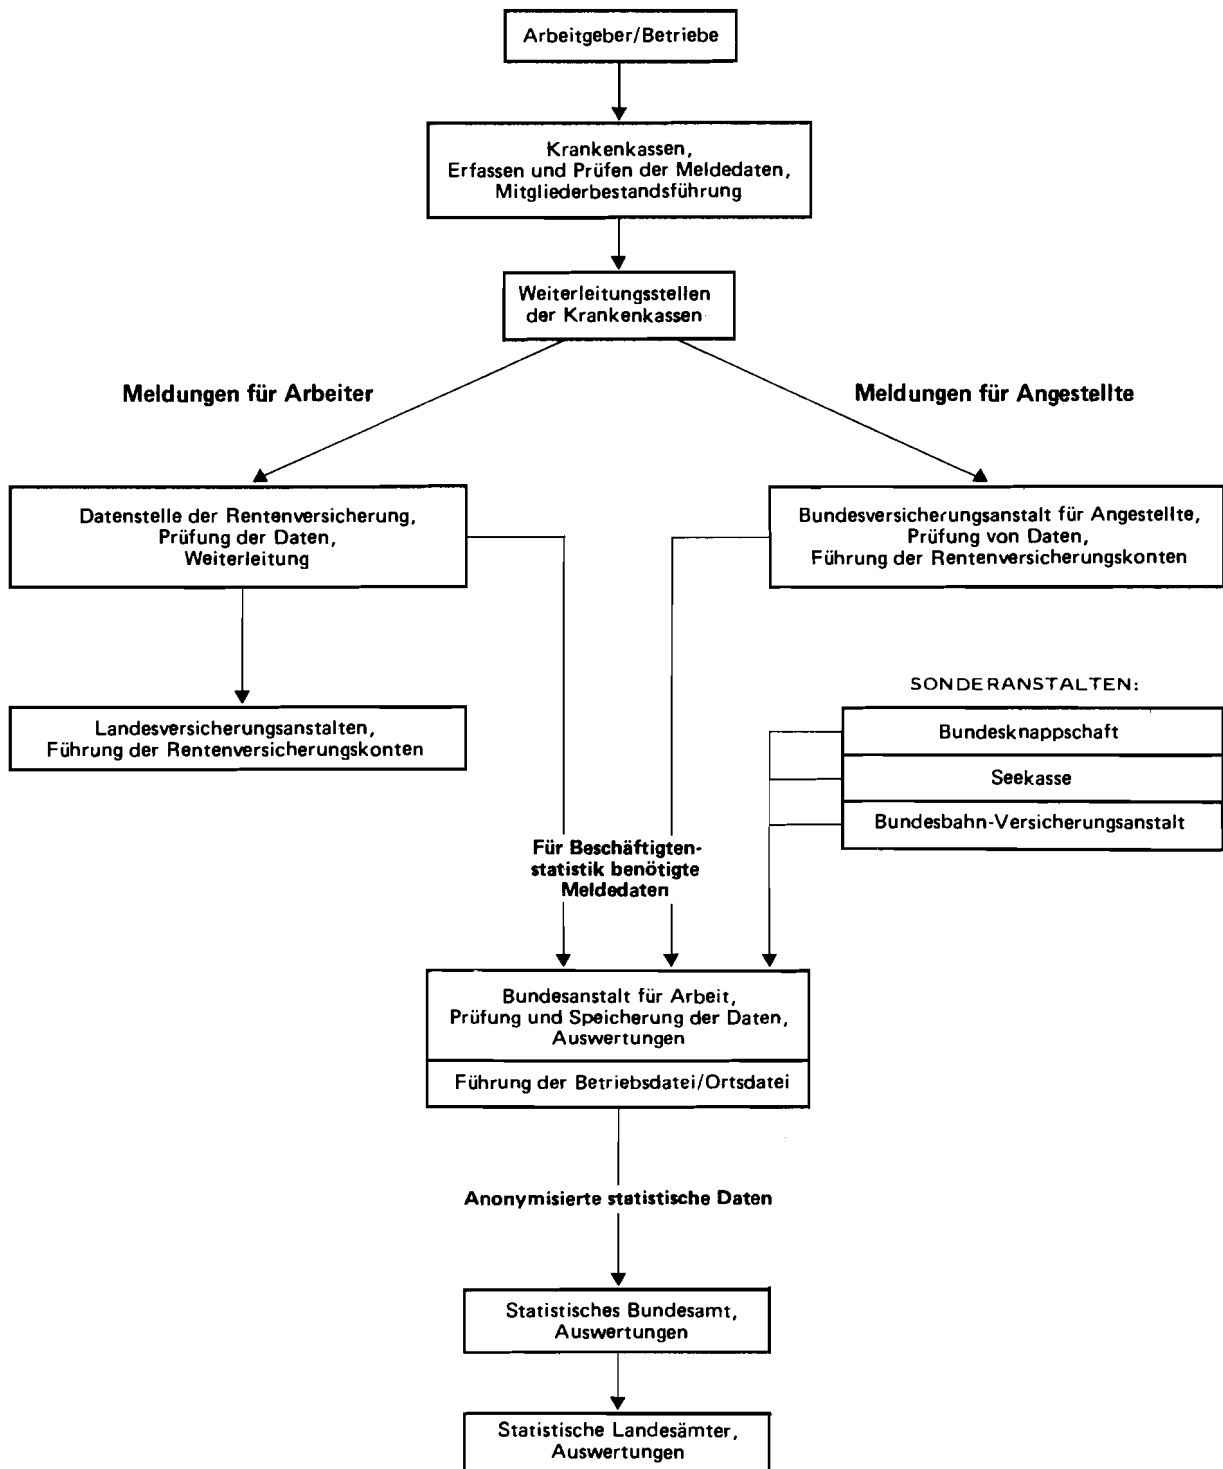 Arbeitgeber/Betriebe
Krankenkassen,
Erfassen und Prüfen der Meldedaten,
Mitgliederbestandsführung
Weiterleitungsstellen
der Krankenkassen
Meldungen für Arbeiter
Meldungen für Angestellte
Datenstelle der Rentenversicherung,
Prüfung der Daten,
Weiterleitung
Bundesversicherungsanstalt für Angestellte,
Prüfung von Daten,
Führung der Rentenversicherungskonten
Landesversicherungsanstalten,
Führung der Rentenversicherungskonten
SONDERANSTALTEN:
Bundesknappschaft
Seekasse
Bundesbahn-Versicherungsanstalt
Für Beschäftigten-
statistik benötigte
Meldedaten
Bundesanstalt für Arbeit,
Prüfung und Speicherung der Daten,
Auswertungen
Führung der Betriebsdatei/Ortsdatei
Anonymisierte statistische Daten
Statistisches Bundesamt,
Auswertungen
Statistische Landesämter,
Auswertungen